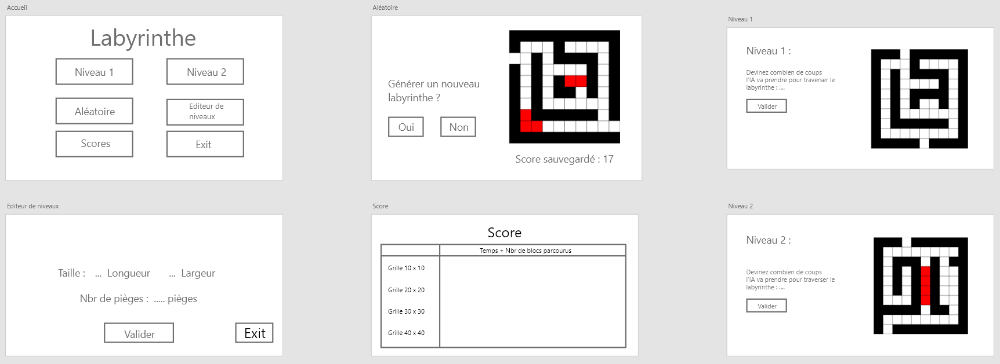 Accueil
Labyrinthe
Niveau 1
Niveau 2
Aléatoire
Editeur de
niveaux
Scores
Exit
Aléatoire
Générer un nouveau
labyrinthe ?
Oui
Non
Score sauvegardé : 17
Niveau 1
Niveau 1 :
Devinez combien de coups
l'IA va prendre pour traverser le
labyrinthe : ....
Valider
Editeur de niveaux
Taille : ... Longueur ... Largeur
Nbr de pièges : ..... pièges
Valider
Exit
Score
Score
Temps + Nbr de blocs parcourus
Grille 10 x 10
Grille 20 x 20
Grille 30 x 30
Grille 40 x 40
Niveau 2
Niveau 2 :
Devinez combien de coups
l'IA va prendre pour traverser le
labyrinthe : ....
Valider